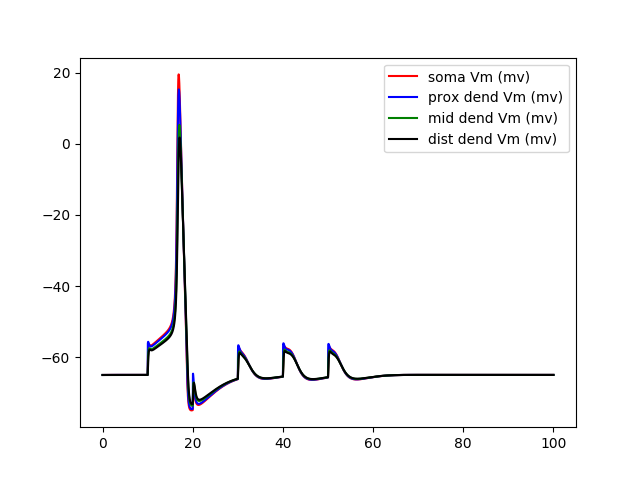 soma Vm (mv)
prox dend Vm (mv)
mid dend Vm (mv)
dist dend Vm (mv)
20
0
−20
−40
−60
0 20 40 60 80 100